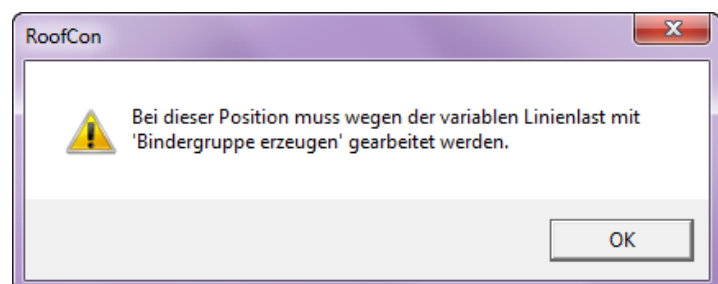 RoofCon
Bei dieser Position muss wegen der variablen Linienlast mit
'Bindergruppe erzeugen' gearbeitet werden.
OK